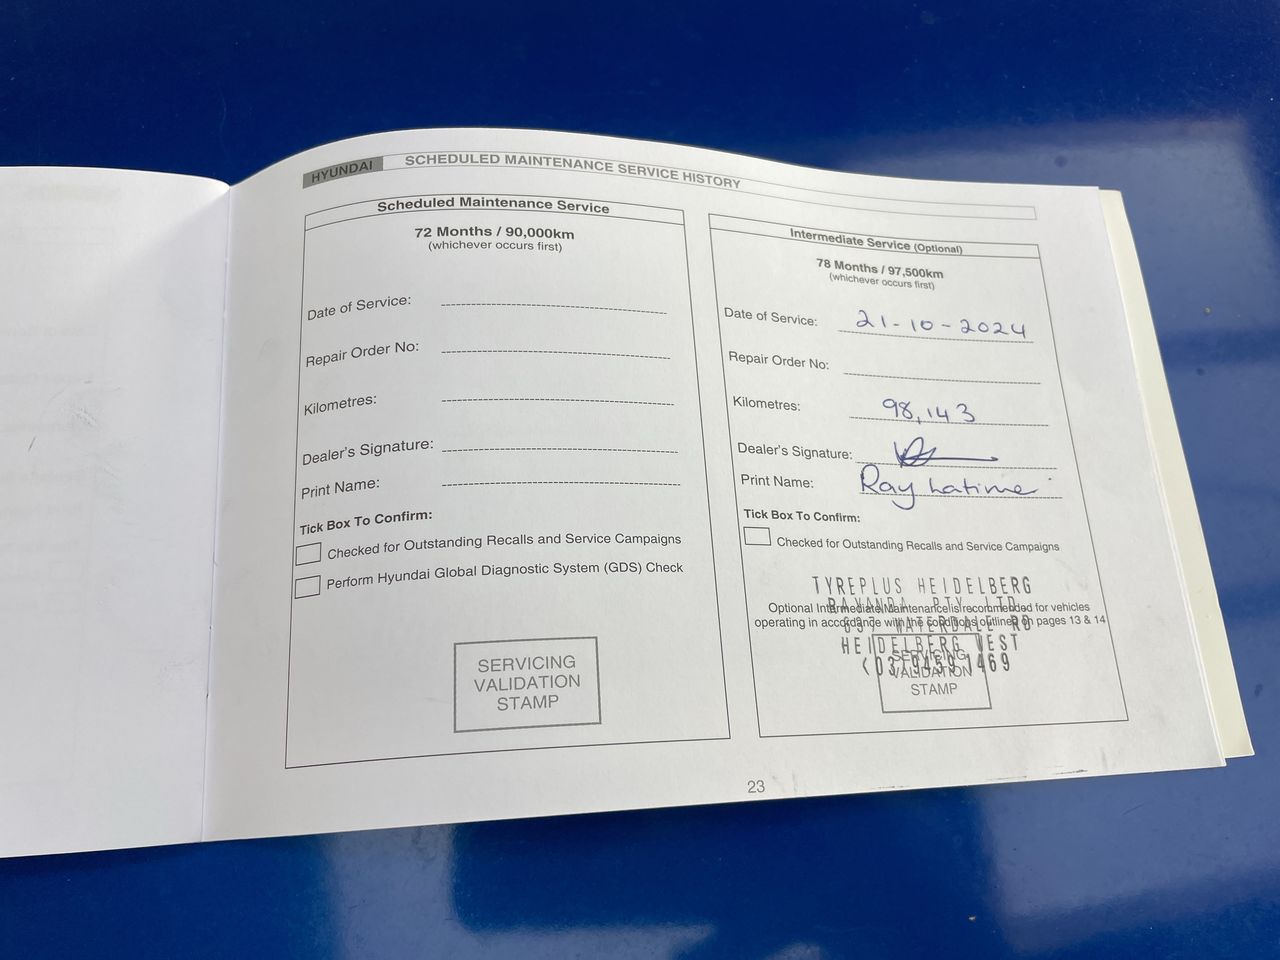 HYUNDAI SCHEDULED MAINTENANCE SERVICE HISTORY
Scheduled Maintenance Service
72 Months / 90,000km
(whichever occurs first)
Date of Service:
Repair Order No:
Kilometres:
Dealer's Signature:
Print Name:
Tick Box To Confirm:
Checked for Outstanding Recalls and Service Campaigns
Perform Hyundai Global Diagnostic System (GDS) Check
SERVICING
VALIDATION
STAMP
Intermediate Service (Optional)
78 Months / 97,500km
(whichever occurs first)
Date of Service: 21-10-2024
Repair Order No:
Kilometres: 98,143
Dealer's Signature:
Print Name: Ray
Tick Box To Confirm:
Checked for Outstanding Recalls and Service Campaigns
TYREPLUS HEIDELBERG
PTY LTD
Optional Intermediate Maintenance is recommended for vehicles
operating in accordance with the conditions outlined on pages 13 & 14
WATERDALE RD
HEIDELBERG WEST
SERVICING
VALIDATION
STAMP
23